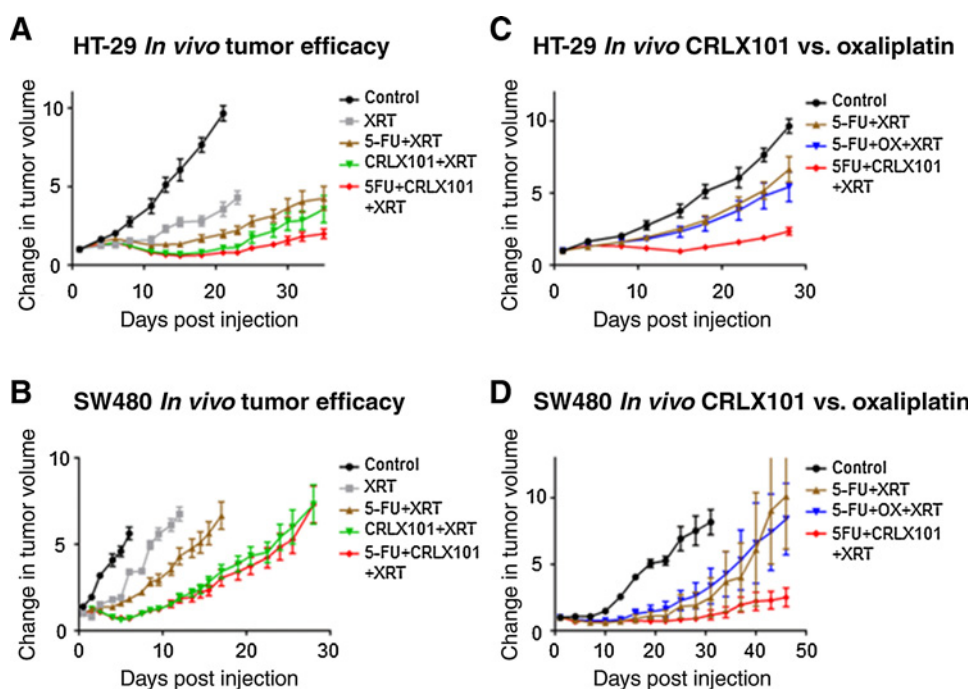 A
HT-29 In vivo tumor efficacy
Change in tumor volume
10
5
0
Control
XRT
5-FU+XRT
CRLX101+XRT
5FU+CRLX101
+XRT
0 10 20 30
Days post injection
C
HT-29 In vivo CRLX101 vs. oxaliplatin
Change in tumor volume
10
5
0
Control
5-FU+XRT
5-FU+OX+XRT
5FU+CRLX101
+XRT
0 10 20 30
Days post injection
B
SW480 In vivo tumor efficacy
Change in tumor volume
10
5
0
Control
XRT
5-FU+XRT
CRLX101+XRT
5-FU+CRLX101
+XRT
0 10 20 30
Days post injection
D
SW480 In vivo CRLX101 vs. oxaliplatin
Change in tumor volume
10
5
0
Control
5-FU+XRT
5-FU+OX+XRT
5FU+CRLX101
+XRT
0 10 20 30 40 50
Days post injection